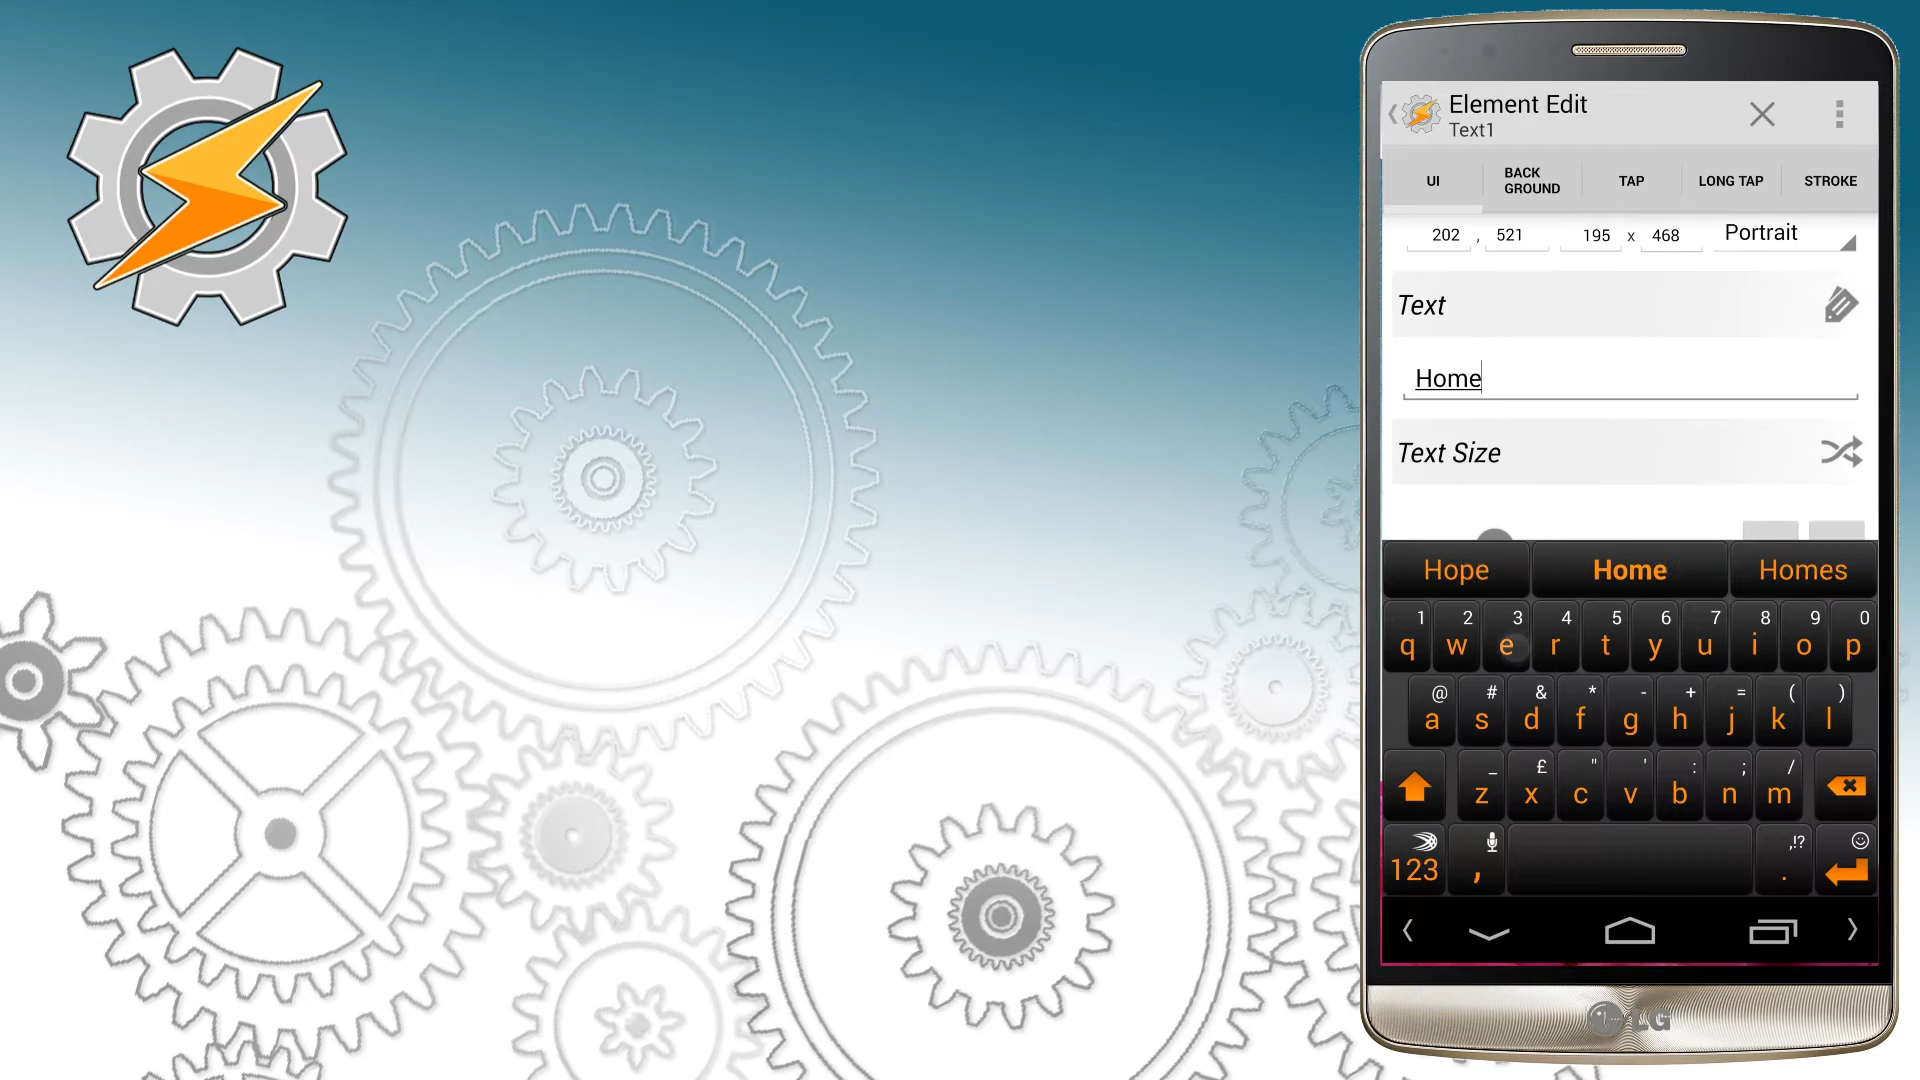 Element Edit
Text1
UI
BACK
GROUND
TAP
LONG TAP
STROKE
202 , 521 195 x 468 Portrait
Text
Home
Text Size
Hope Home Homes
1 2 3 4 5 6 7 8 9 0
q w e r t y u i o p
@ # & * - + = ( )
a s d f g h j k l
_ £ " ' : ; /
z x c v b n m
,!?
123 , .
LG